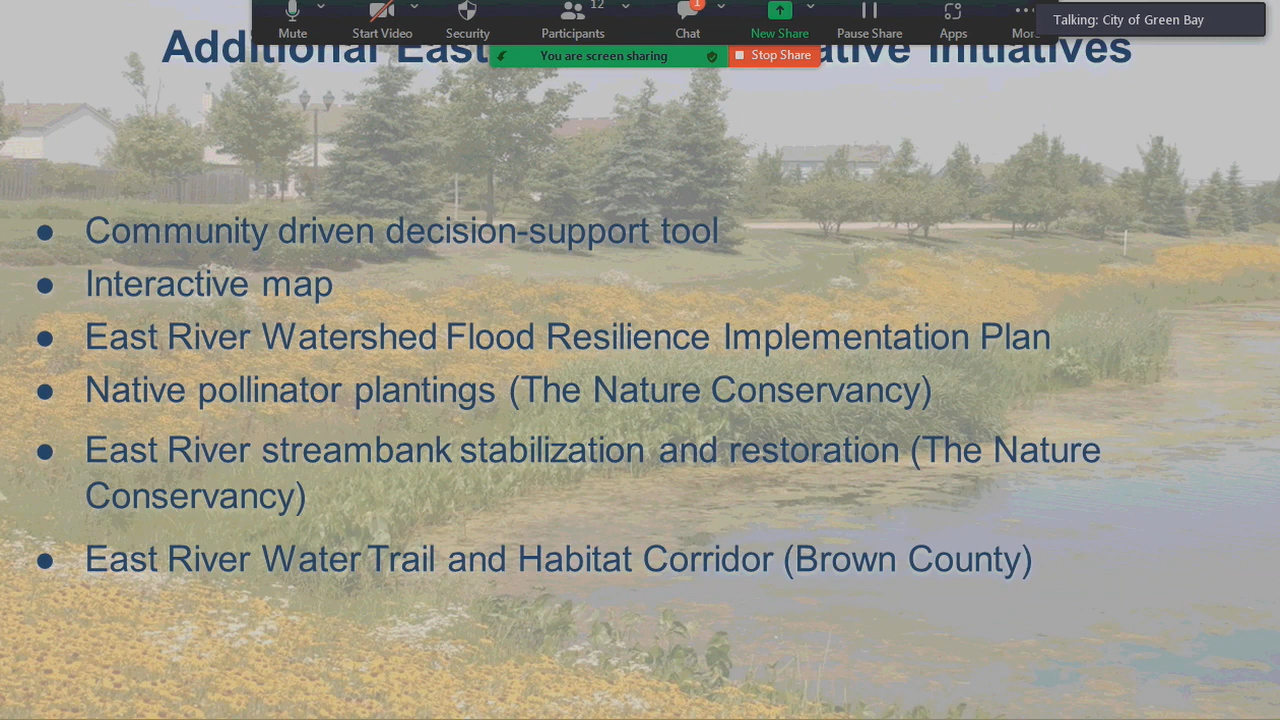 Mute
Start Video
Security
12
Participants
1
Chat
New Share
Pause Share
Apps
Talking: City of Green Bay
You are screen sharing
Stop Share
Additional East Initiatives
● Community driven decision-support tool
● Interactive map
● East River Watershed Flood Resilience Implementation Plan
● Native pollinator plantings (The Nature Conservancy)
● East River streambank stabilization and restoration (The Nature
Conservancy)
● East River Water Trail and Habitat Corridor (Brown County)